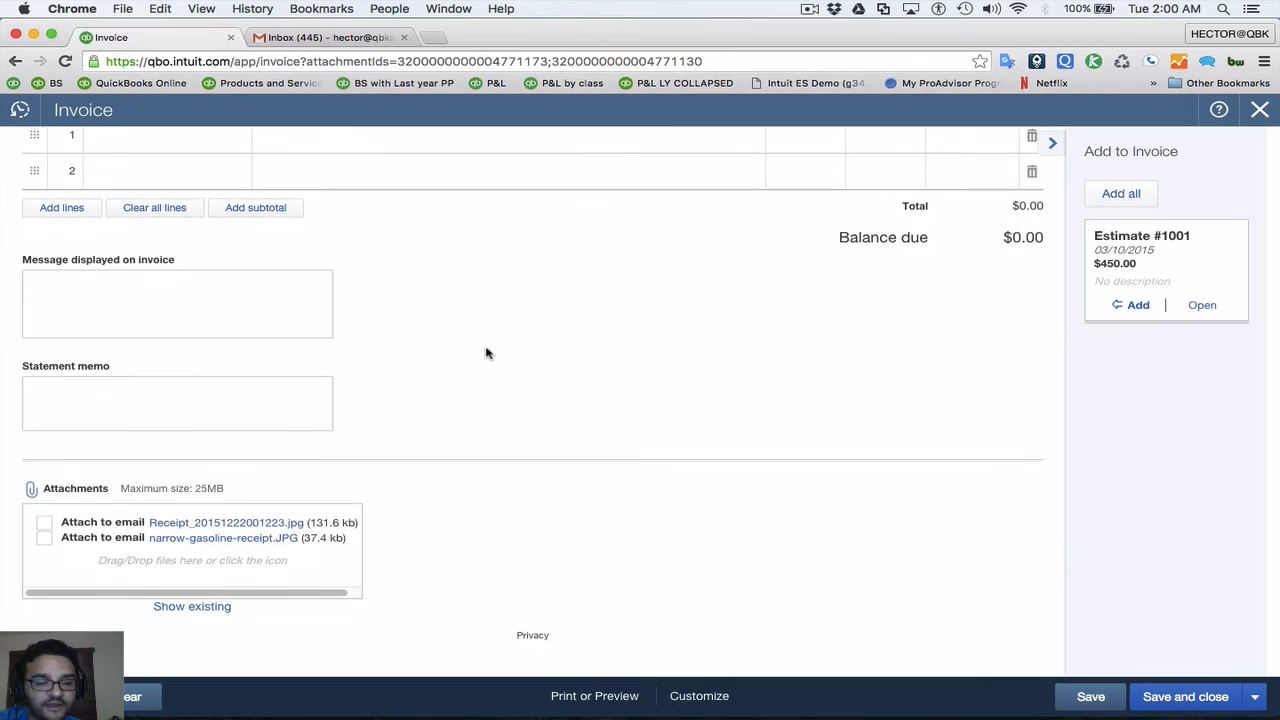 Chrome File Edit View History Bookmarks People Window Help 100% Tue 2:00 AM
Invoice Inbox (445) - hector@qbka HECTOR@QBK
https://qbo.intuit.com/app/invoice?attachmentIds=3200000000004771173;3200000000004771130
BS QuickBooks Online Products and Servic BS with Last year PP P&L P&L by class P&L LY COLLAPSED Intuit ES Demo (g34 My ProAdvisor Progr Netflix » Other Bookmarks
Invoice
1
2
Add lines Clear all lines Add subtotal
Total $0.00
Balance due $0.00
Message displayed on invoice
Statement memo
Attachments Maximum size: 25MB
Attach to email Receipt_20151222001223.jpg (131.6 kb)
Attach to email narrow-gasoline-receipt.JPG (37.4 kb)
Drag/Drop files here or click the icon
Show existing
Privacy
Add to Invoice
Add all
Estimate #1001
03/10/2015
$450.00
No description
Add | Open
ear Print or Preview Customize Save Save and close